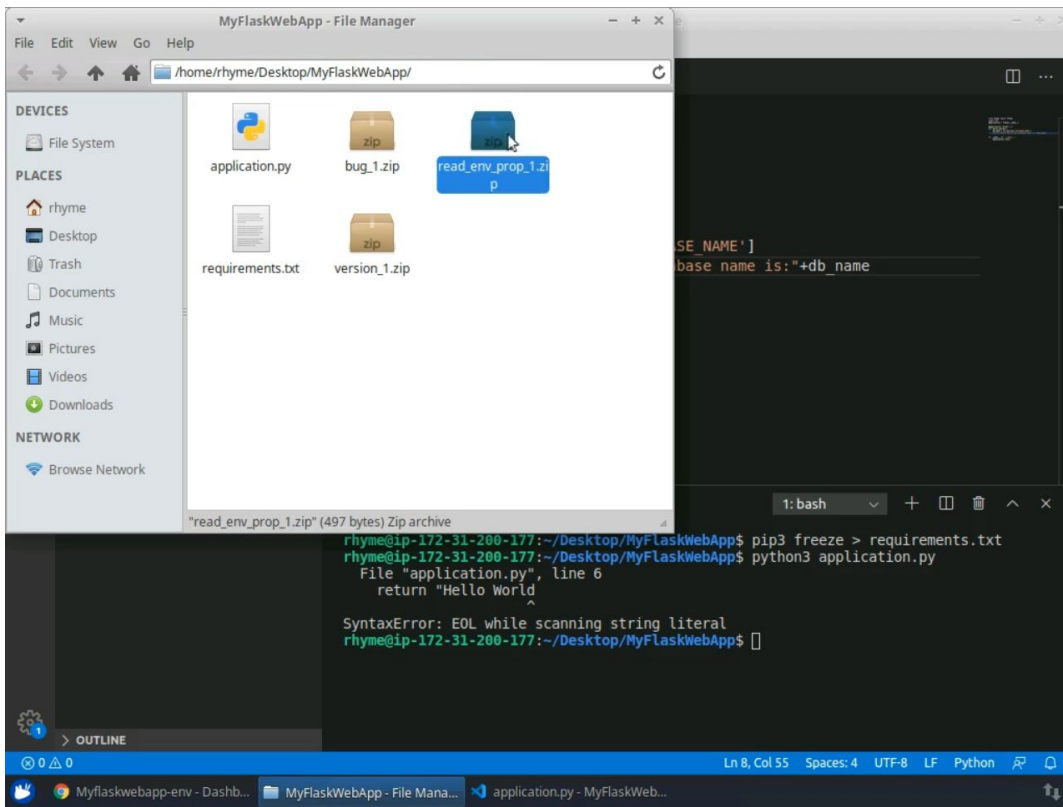 MyFlaskWebApp - File Manager
File Edit View Go Help
/home/rhyme/Desktop/MyFlaskWebApp/
DEVICES
File System
PLACES
rhyme
Desktop
Trash
Documents
Music
Pictures
Videos
Downloads
NETWORK
Browse Network
zip zip
application.py bug_1.zip read_env_prop_1.zi
p
zip
requirements.txt version_1.zip
"read_env_prop_1.zip" (497 bytes) Zip archive
SE_NAME']
base name is:"+db_name
1: bash
rhyme@ip-172-31-200-177:~/Desktop/MyFlaskWebApp$ pip3 freeze > requirements.txt
rhyme@ip-172-31-200-177:~/Desktop/MyFlaskWebApp$ python3 application.py
File "application.py", line 6
return "Hello World
^
SyntaxError: EOL while scanning string literal
rhyme@ip-172-31-200-177:~/Desktop/MyFlaskWebApp$
1
> OUTLINE
0 0 Ln 8, Col 55 Spaces: 4 UTF-8 LF Python
Myflaskwebapp-env - Dashb... MyFlaskWebApp - File Mana... application.py - MyFlaskWeb...